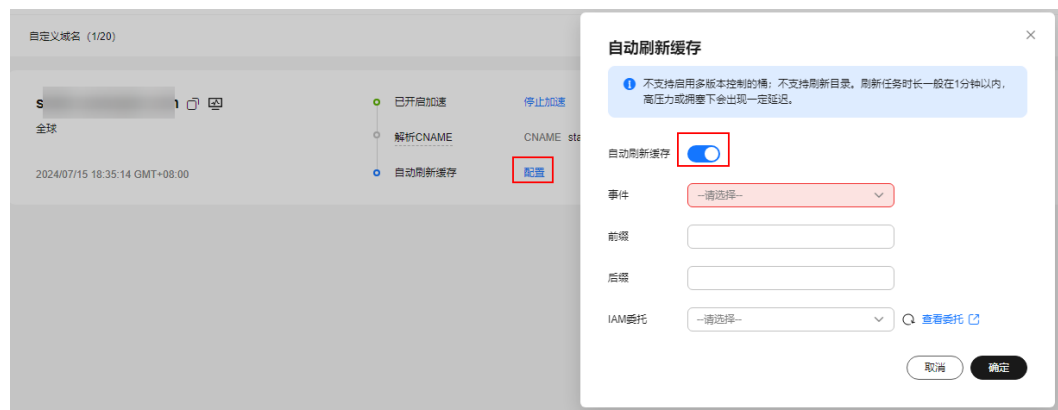 自定义域名（1/20）
全球
2024/07/15 18:35:14 GMT+08:00
已开启加速 停止加速
解析CNAME CNAME sta
自动刷新缓存 配置
自动刷新缓存
不支持启用多版本控制的桶；不支持刷新目录。刷新任务时长一般在1分钟以内，
高压力或拥塞下会出现一定延迟。
自动刷新缓存
事件 --请选择--
前缀
后缀
IAM委托 --请选择-- 查看委托
取消 确定